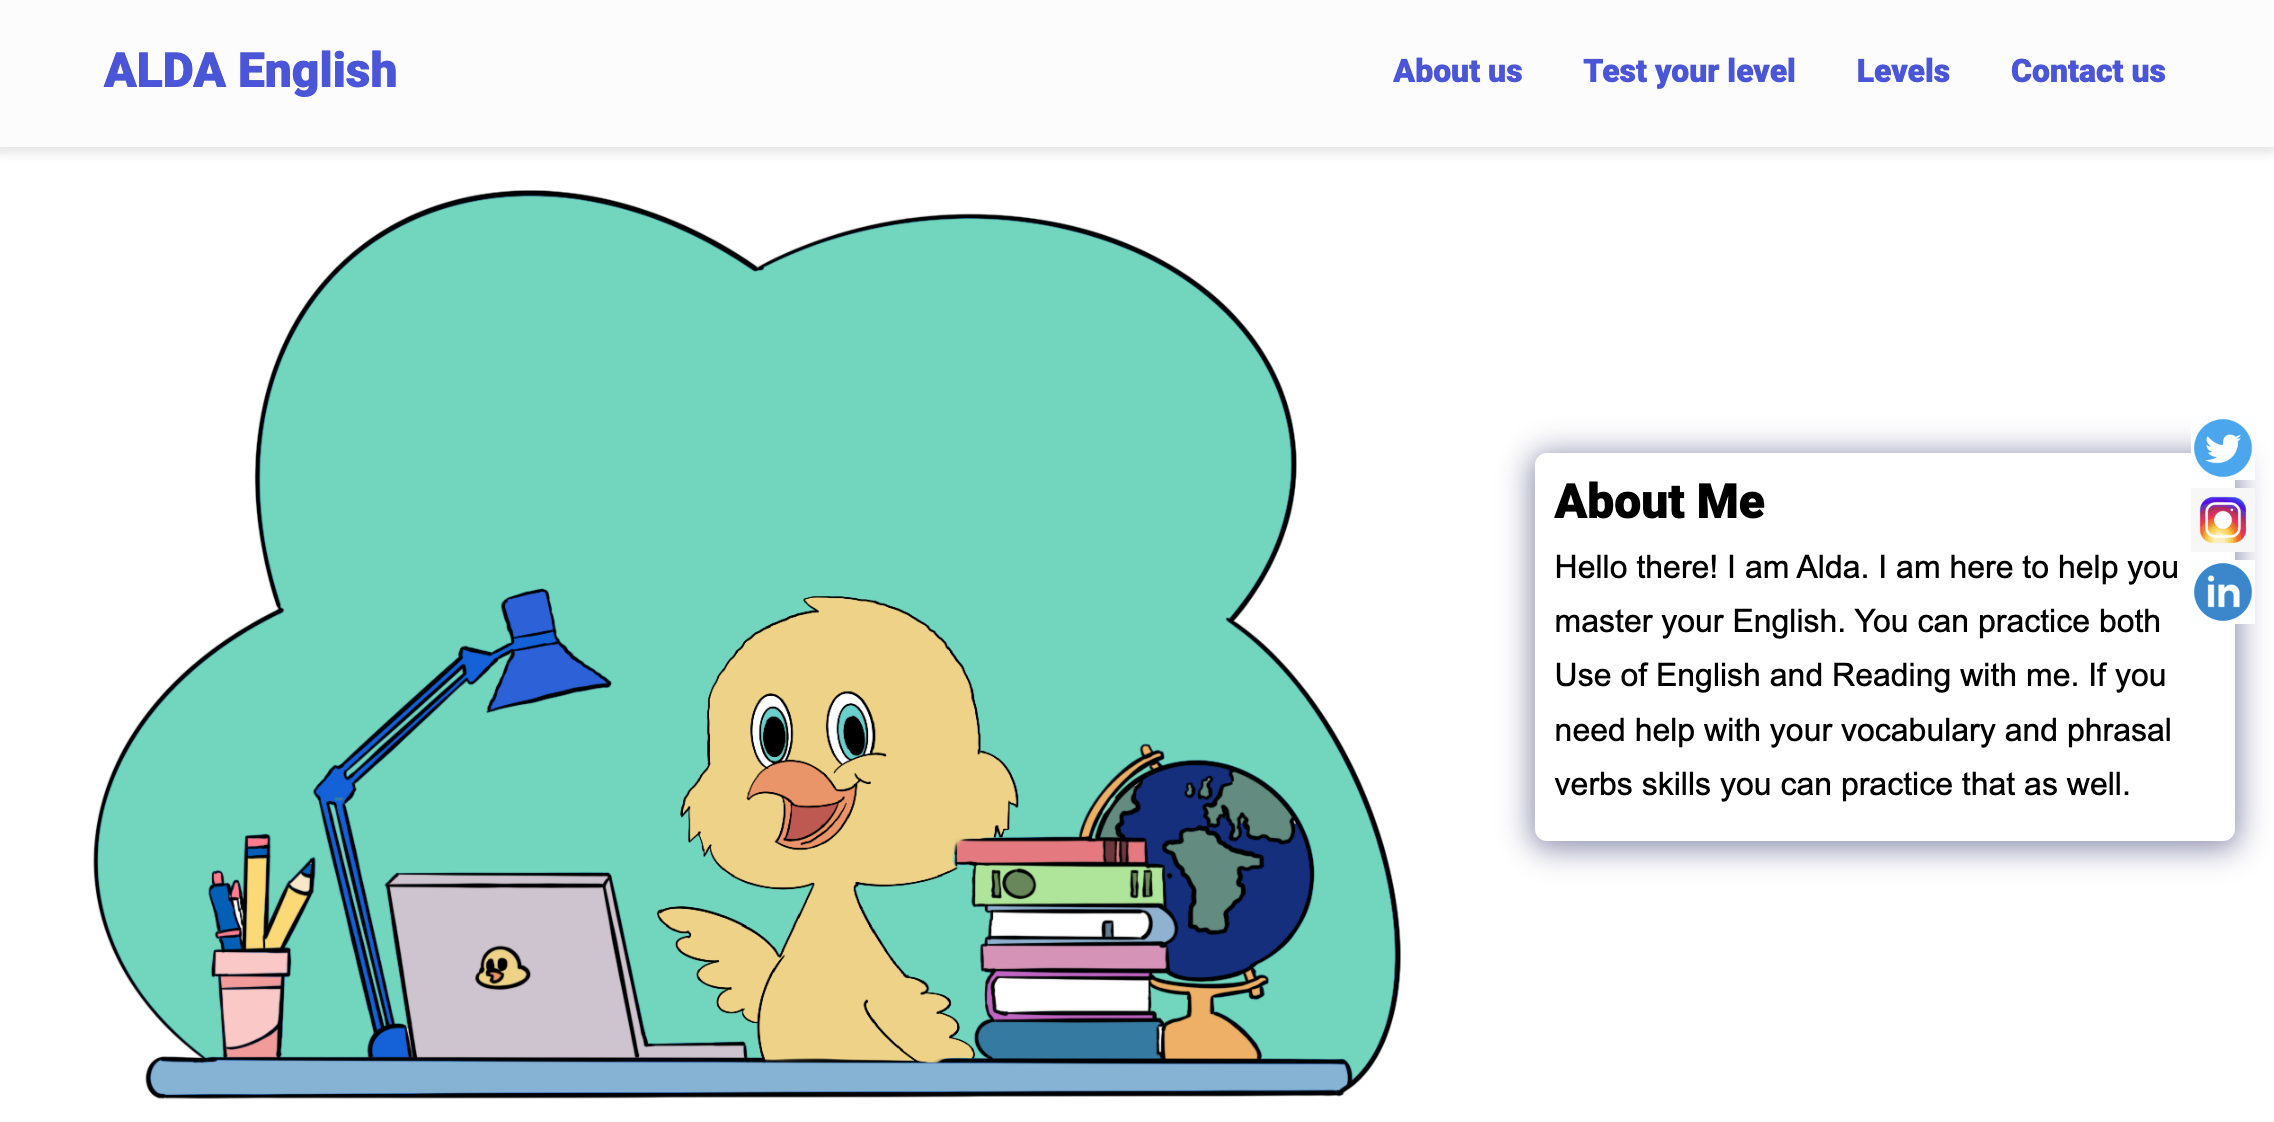 ALDA English
About us
Test your level
Levels
Contact us
About Me
Hello there! I am Alda. I am here to help you
master your English. You can practice both
Use of English and Reading with me. If you
need help with your vocabulary and phrasal
verbs skills you can practice that as well.
in